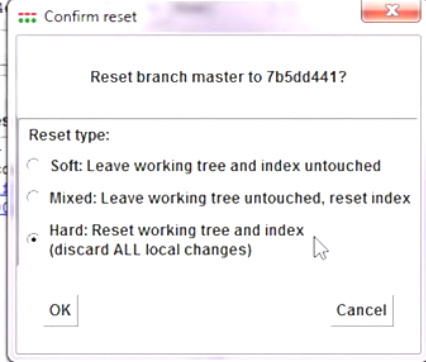 Confirm reset
Reset branch master to 7b5dd441?
Reset type:
Soft: Leave working tree and index untouched
Mixed: Leave working tree untouched, reset index
Hard: Reset working tree and index
(discard ALL local changes)
OK
Cancel